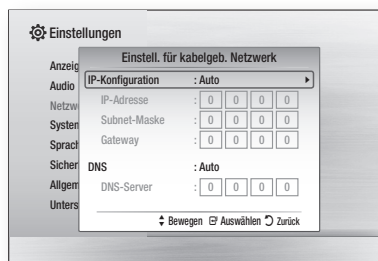 Einstellungen
Einstell. für kabelgeb. Netzwerk
Anzeig
Audio
Netzw
System
Sprach
Sicher
Allgem
Unters
IP-Konfiguration : Auto
IP-Adresse : 0 0 0 0
Subnet-Maske : 0 0 0 0
Gateway : 0 0 0 0
DNS : Auto
DNS-Server : 0 0 0 0
Bewegen Auswählen Zurück